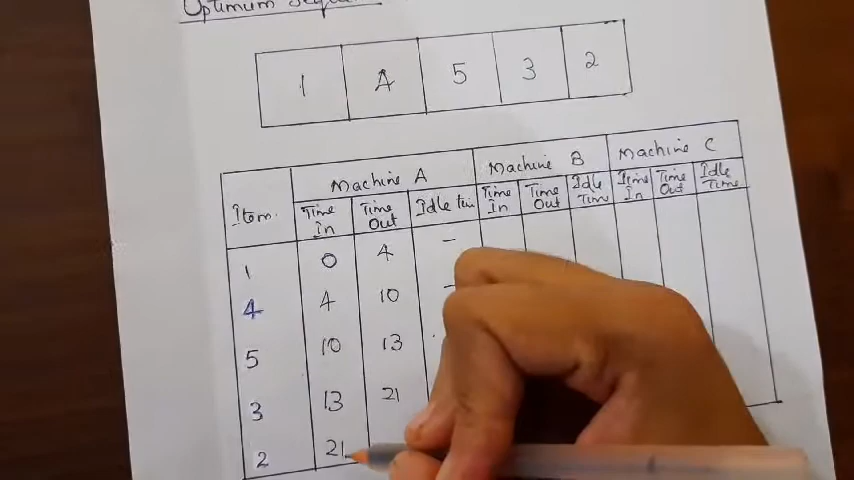 Optimum Sequ
1 4 5 3 2
Item. Machine A Machine B Machine C
Time In Time Out Idle Tim Time In Time Out Idle Time Time In Time Out Idle Time
1 0 4 -
4 4 10 -
5 10 13
3 13 21
2 21